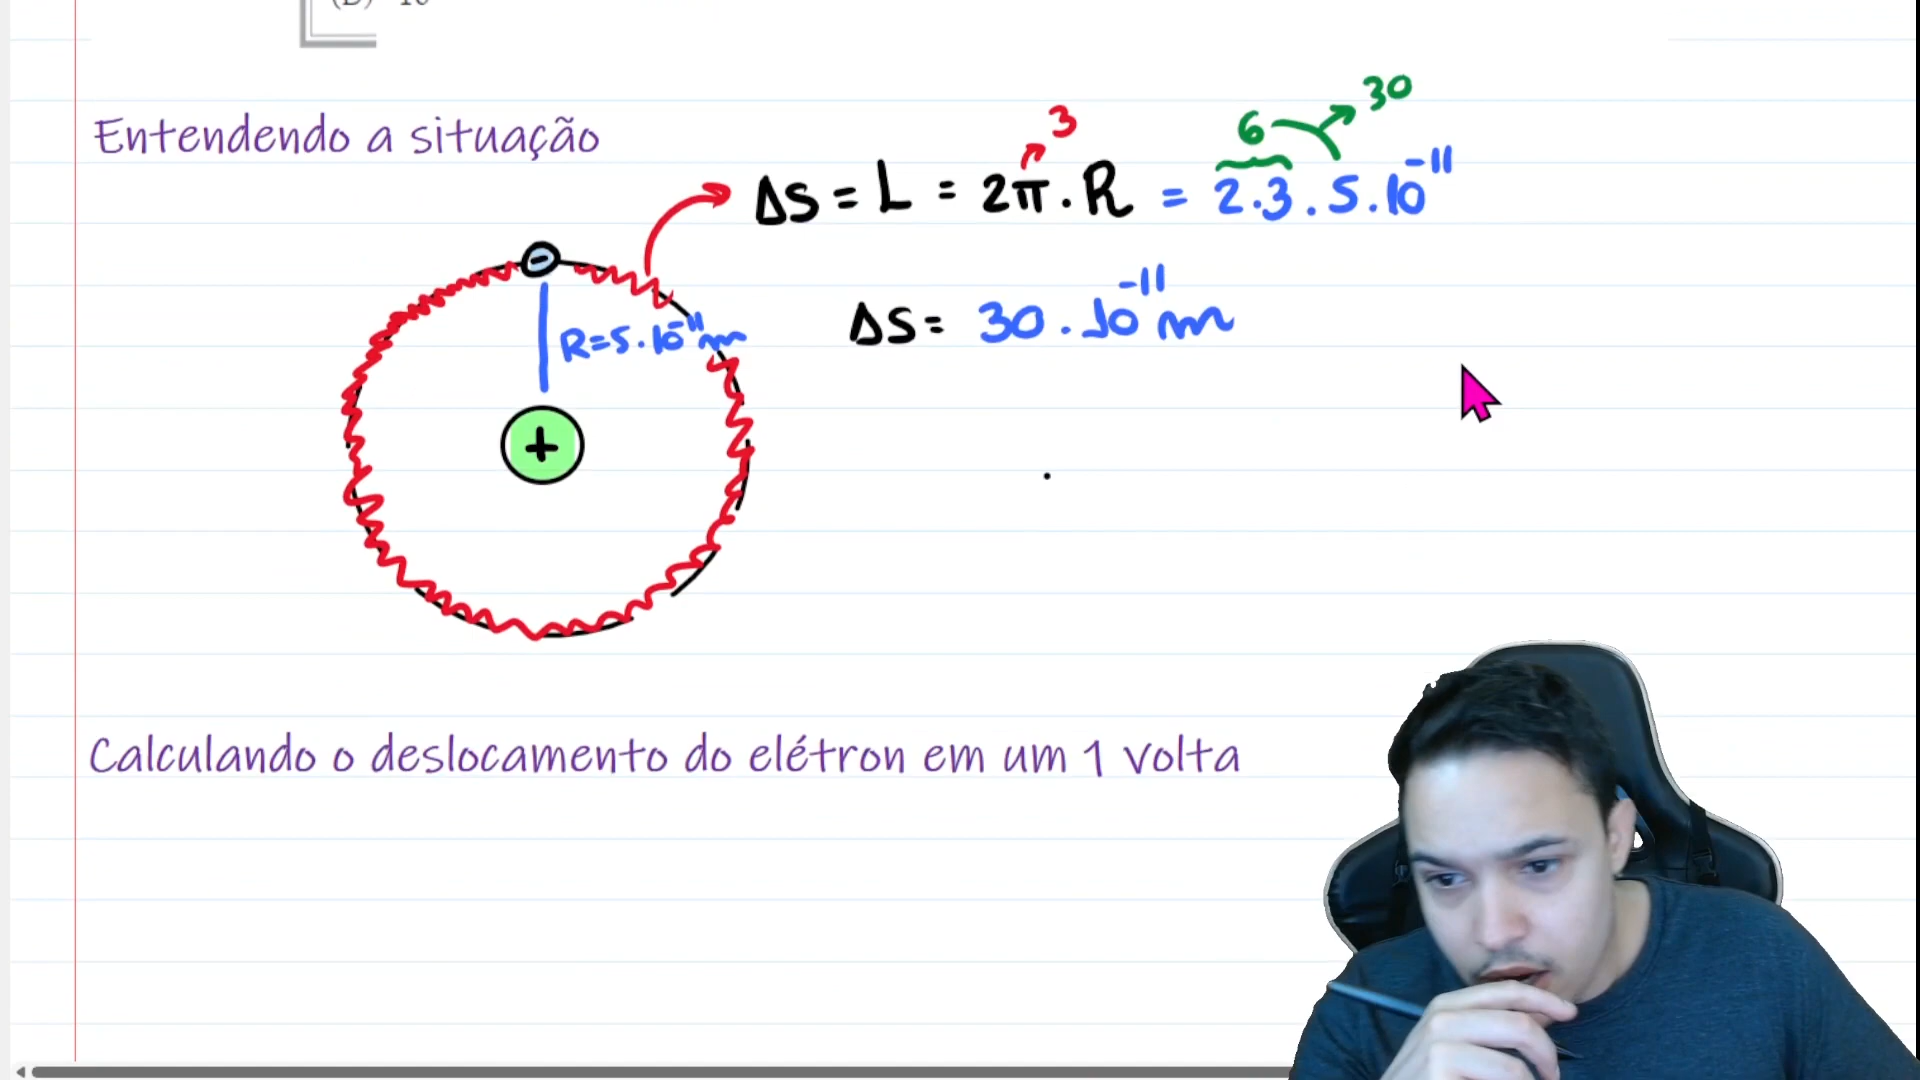 Entendendo a situação
3
6 30
ΔS = L = 2π.R = 2.3.5.10⁻¹¹
-
R=5.10⁻¹¹m
ΔS= 30.10⁻¹¹m
+
Calculando o deslocamento do elétron em um 1 volta